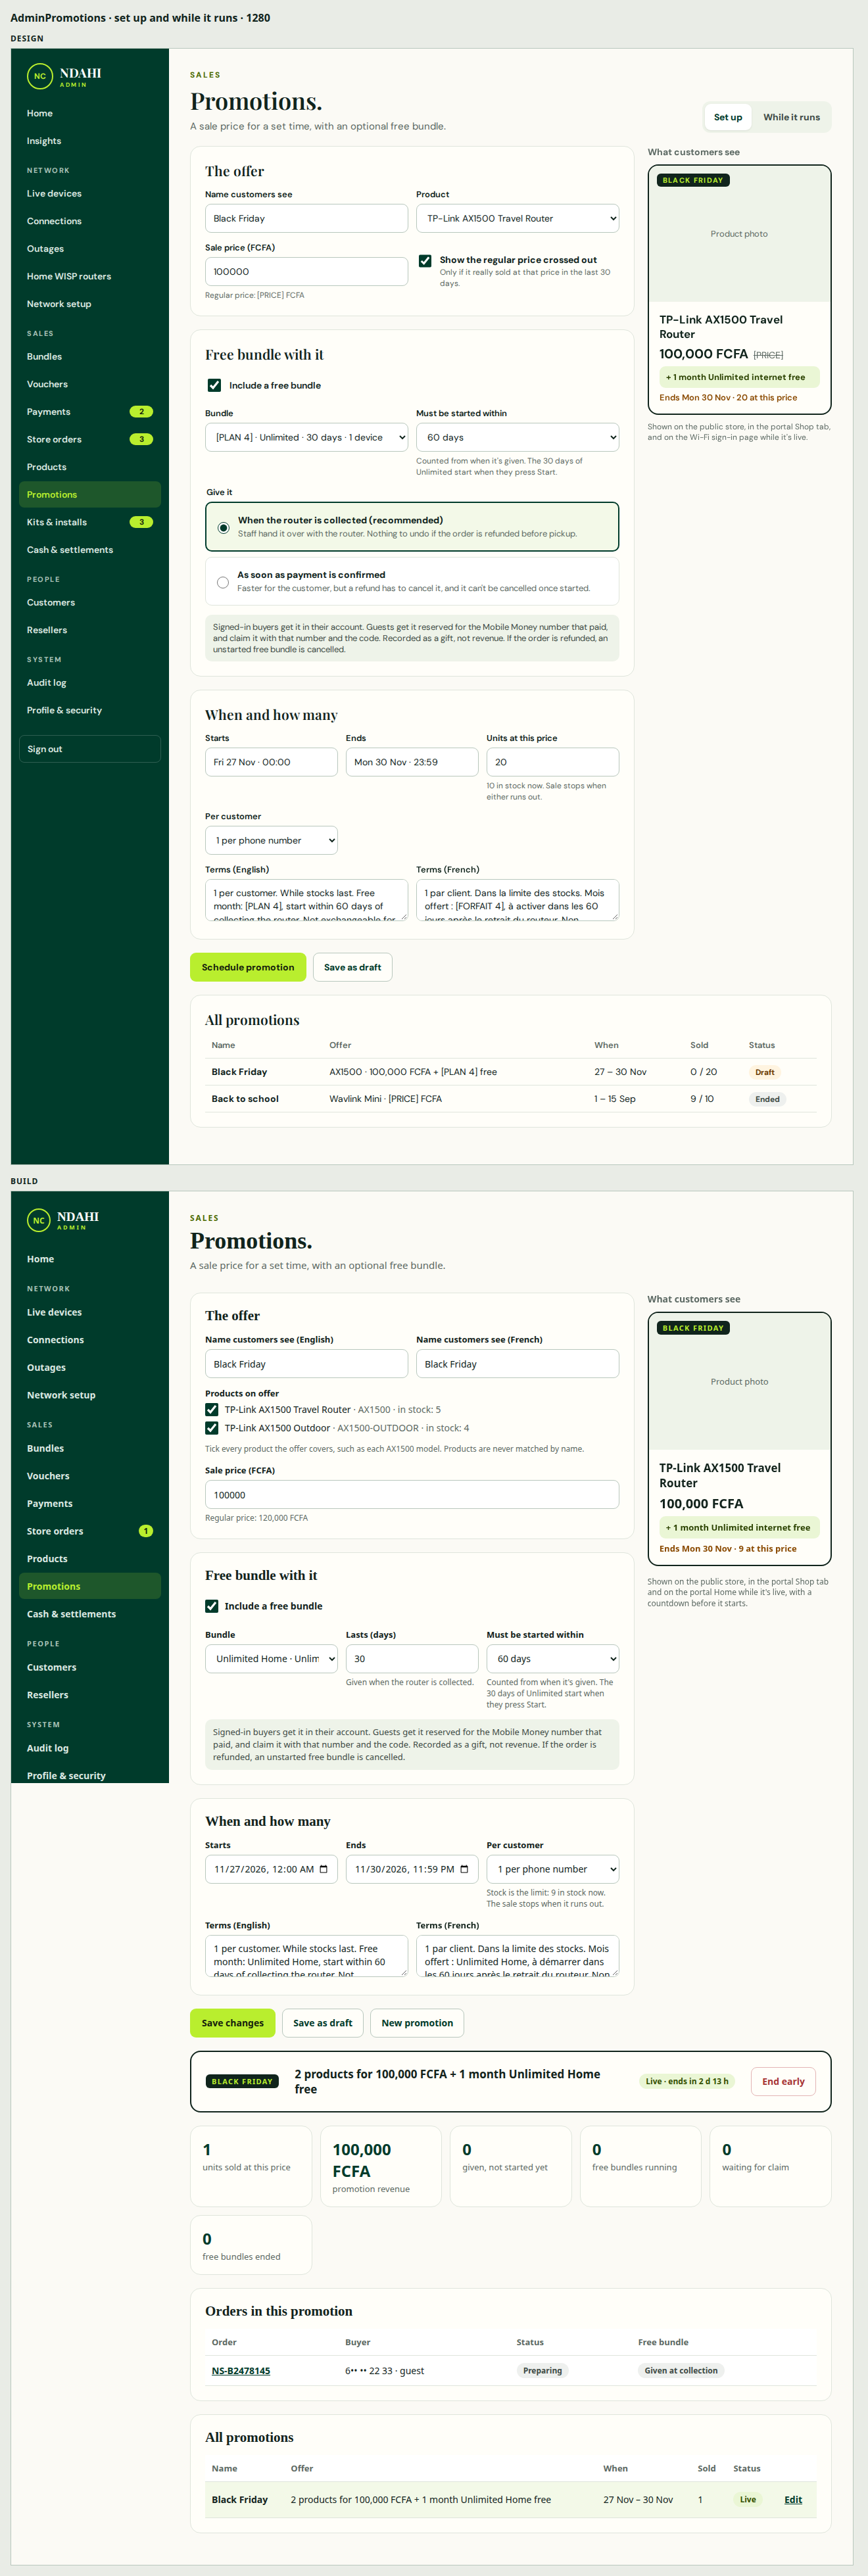 AdminPromotions · set up and while it runs · 1280
DESIGN
NC
NDAHI
ADMIN
Home
Insights
NETWORK
Live devices
Connections
Outages
Home WISP routers
Network setup
SALES
Bundles
Vouchers
Payments 2
Store orders 3
Products
Promotions
Kits & installs 3
Cash & settlements
PEOPLE
Customers
Resellers
SYSTEM
Audit log
Profile & security
Sign out
SALES
Promotions.
A sale price for a set time, with an optional free bundle.
Set up While it runs
The offer
Name customers see Product
Black Friday TP-Link AX1500 Travel Router
Sale price (FCFA)
100000
Regular price: [PRICE] FCFA
Show the regular price crossed out
Only if it really sold at that price in the last 30
days.
Free bundle with it
Include a free bundle
Bundle Must be started within
[PLAN 4] · Unlimited · 30 days · 1 device 60 days
Counted from when it's given. The 30 days of
Unlimited start when they press Start.
Give it
When the router is collected (recommended)
Staff hand it over with the router. Nothing to undo if the order is refunded before pickup.
As soon as payment is confirmed
Faster for the customer, but a refund has to cancel it, and it can't be cancelled once started.
Signed-in buyers get it in their account. Guests get it reserved for the Mobile Money number that paid,
and claim it with that number and the code. Recorded as a gift, not revenue. If the order is refunded, an
unstarted free bundle is cancelled.
When and how many
Starts Ends Units at this price
Fri 27 Nov · 00:00 Mon 30 Nov · 23:59 20
10 in stock now. Sale stops when
either runs out.
Per customer
1 per phone number
Terms (English) Terms (French)
1 per customer. While stocks last. Free
month: [PLAN 4], start within 60 days of
collecting the router. Not exchangeable for
1 par client. Dans la limite des stocks. Mois
offert : [FORFAIT 4], à activer dans les 60
jours après le retrait du routeur. Non
Schedule promotion Save as draft
What customers see
BLACK FRIDAY
Product photo
TP-Link AX1500 Travel
Router
100,000 FCFA [PRICE]
+ 1 month Unlimited internet free
Ends Mon 30 Nov · 20 at this price
Shown on the public store, in the portal Shop tab,
and on the Wi-Fi sign-in page while it's live.
All promotions
Name Offer When Sold Status
Black Friday AX1500 · 100,000 FCFA + [PLAN 4] free 27 – 30 Nov 0 / 20 Draft
Back to school Wavlink Mini · [PRICE] FCFA 1 – 15 Sep 9 / 10 Ended
BUILD
NC
NDAHI
ADMIN
Home
NETWORK
Live devices
Connections
Outages
Network setup
SALES
Bundles
Vouchers
Payments
Store orders 1
Products
Promotions
Cash & settlements
PEOPLE
Customers
Resellers
SYSTEM
Audit log
Profile & security
SALES
Promotions.
A sale price for a set time, with an optional free bundle.
The offer
Name customers see (English) Name customers see (French)
Black Friday Black Friday
Products on offer
TP-Link AX1500 Travel Router · AX1500 · in stock: 5
TP-Link AX1500 Outdoor · AX1500-OUTDOOR · in stock: 4
Tick every product the offer covers, such as each AX1500 model. Products are never matched by name.
Sale price (FCFA)
100000
Regular price: 120,000 FCFA
Free bundle with it
Include a free bundle
Bundle Lasts (days) Must be started within
Unlimited Home · Unlim 30 60 days
Given when the router is collected.
Counted from when it's given. The
30 days of Unlimited start when
they press Start.
Signed-in buyers get it in their account. Guests get it reserved for the Mobile Money number that
paid, and claim it with that number and the code. Recorded as a gift, not revenue. If the order is
refunded, an unstarted free bundle is cancelled.
When and how many
Starts Ends Per customer
11/27/2026, 12:00 AM 11/30/2026, 11:59 PM 1 per phone number
Stock is the limit: 9 in stock now.
The sale stops when it runs out.
Terms (English) Terms (French)
1 per customer. While stocks last. Free
month: Unlimited Home, start within 60
days of collecting the router. Not
1 par client. Dans la limite des stocks. Mois
offert : Unlimited Home, à démarrer dans
les 60 jours après le retrait du routeur. Non
Save changes Save as draft New promotion
What customers see
BLACK FRIDAY
Product photo
TP-Link AX1500 Travel
Router
100,000 FCFA
+ 1 month Unlimited internet free
Ends Mon 30 Nov · 9 at this price
Shown on the public store, in the portal Shop tab
and on the portal Home while it's live, with a
countdown before it starts.
BLACK FRIDAY
2 products for 100,000 FCFA + 1 month Unlimited Home
free
Live · ends in 2 d 13 h
End early
1
units sold at this price
100,000
FCFA
promotion revenue
0
given, not started yet
0
free bundles running
0
waiting for claim
0
free bundles ended
Orders in this promotion
Order Buyer Status Free bundle
NS-B2478145 6•• •• 22 33 · guest Preparing Given at collection
All promotions
Name Offer When Sold Status
Black Friday 2 products for 100,000 FCFA + 1 month Unlimited Home free 27 Nov – 30 Nov 1 Live Edit